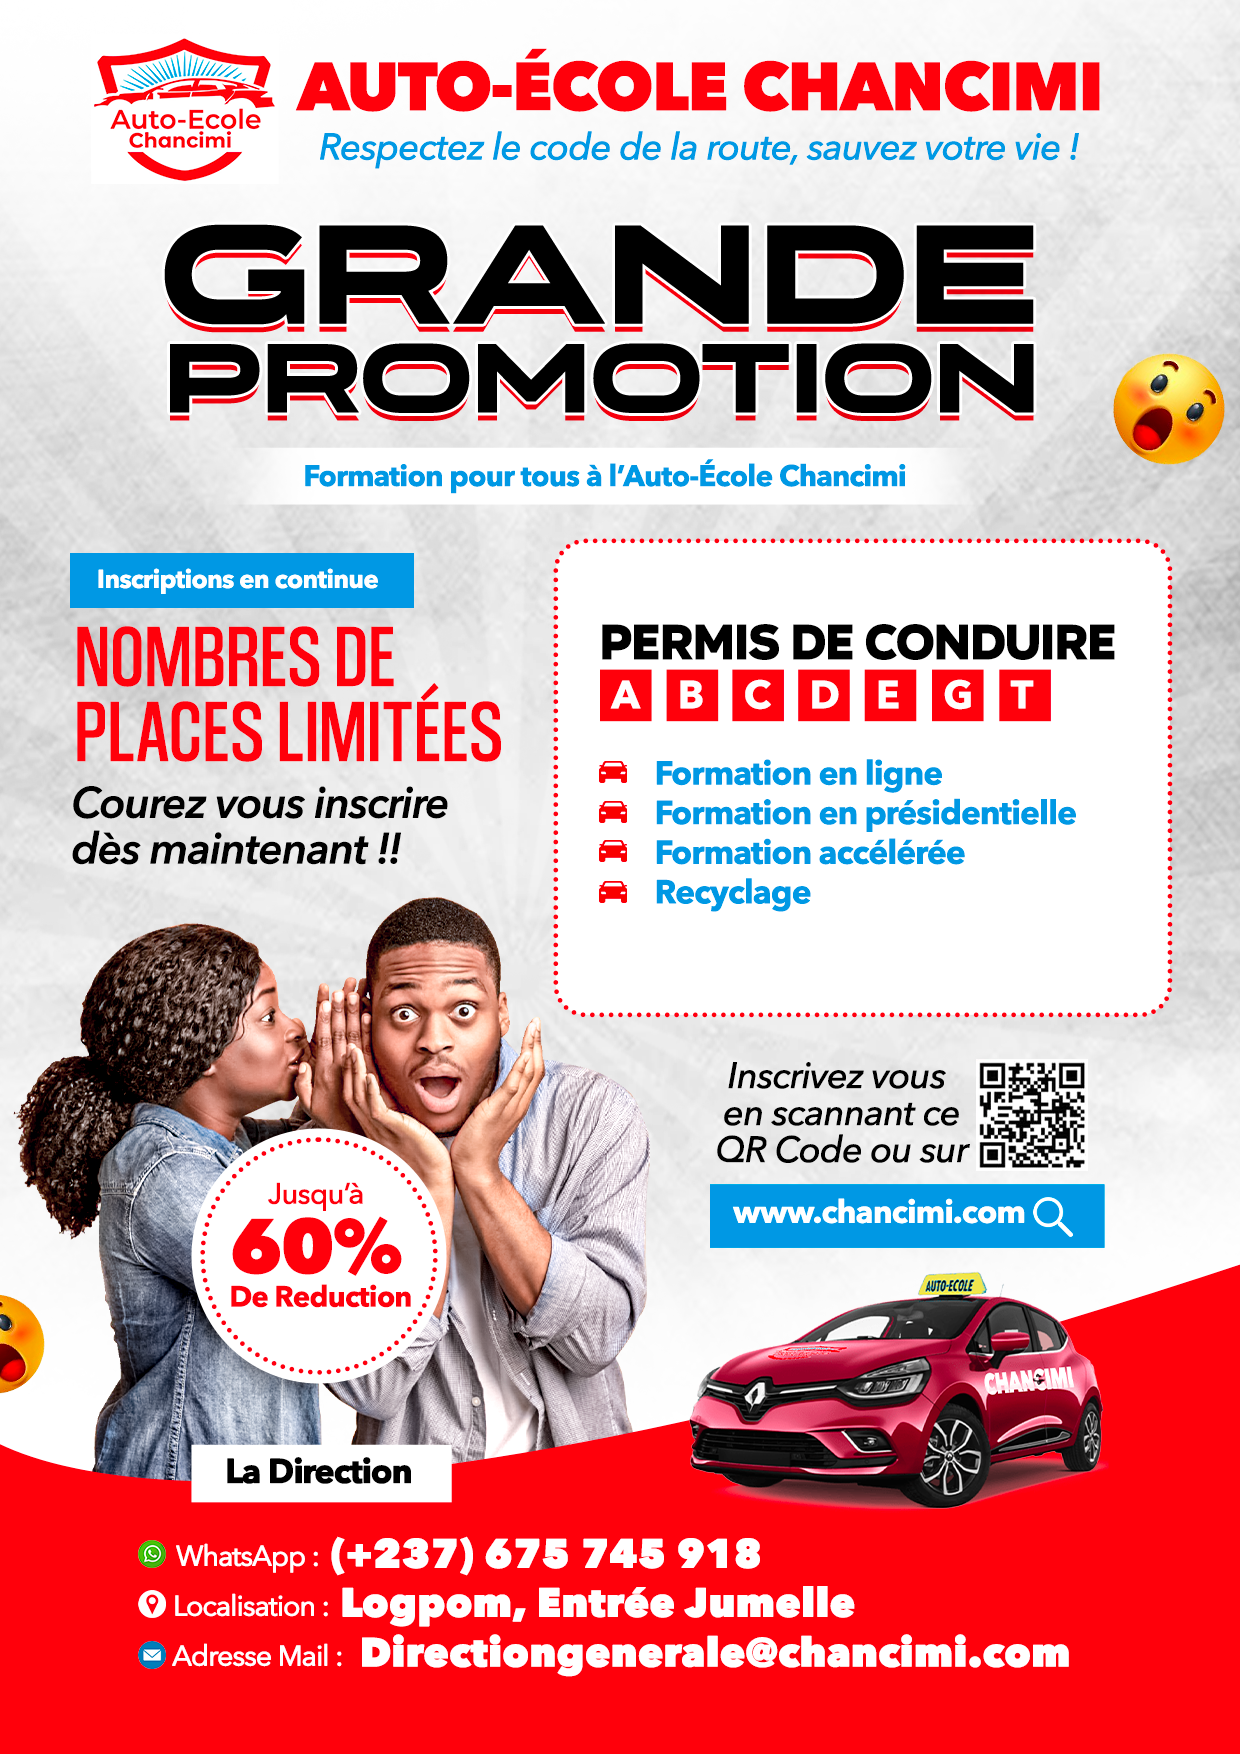 Auto-Ecole
Chancimi
AUTO-ÉCOLE CHANCIMI
Respectez le code de la route, sauvez votre vie !
GRANDE
PROMOTION
Formation pour tous à l'Auto-École Chancimi
Inscriptions en continue
NOMBRES DE
PLACES LIMITÉES
Courez vous inscrire
dès maintenant !!
PERMIS DE CONDUIRE
A B C D E G T
Formation en ligne
Formation en présidentielle
Formation accélérée
Recyclage
Inscrivez vous
en scannant ce
QR Code ou sur
www.chancimi.com
Jusqu'à
60%
De Reduction
AUTO-ECOLE
CHANCIMI
La Direction
WhatsApp : (+237) 675 745 918
Localisation : Logpom, Entrée Jumelle
Adresse Mail : Directiongenerale@chancimi.com